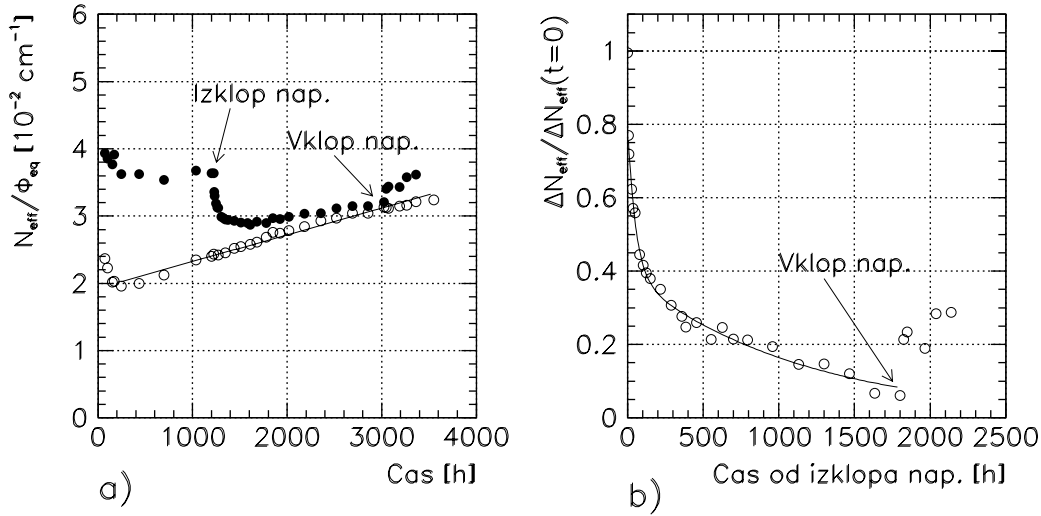 N_eff/Φ_eq [10⁻² cm⁻¹]
6
5
4
3
2
1
0
Izklop nap.
Vklop nap.
0 1000 2000 3000 4000
Cas [h]
a)
ΔN_eff/ΔN_eff(t=0)
1
0.8
0.6
0.4
0.2
0
Vklop nap.
0 500 1000 1500 2000 2500
Cas od izklopa nap. [h]
b)